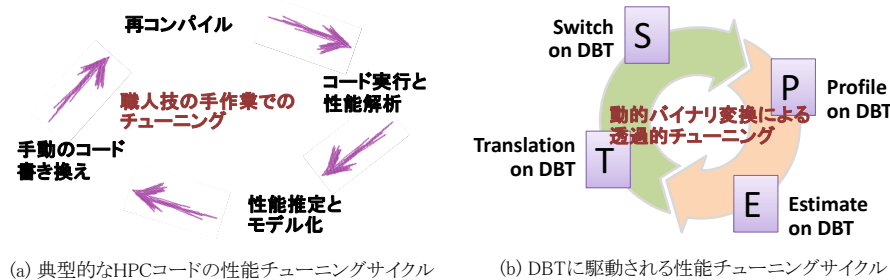 再コンパイル
コード実行と
性能解析
職人技の手作業での
チューニング
手動のコード
書き換え
性能推定と
モデル化
(a) 典型的なHPCコードの性能チューニングサイクル
Switch
on DBT
S
P
Profile
on DBT
動的バイナリ変換による
透過的チューニング
Translation
on DBT
T
E
Estimate
on DBT
(b) DBTに駆動される性能チューニングサイクル